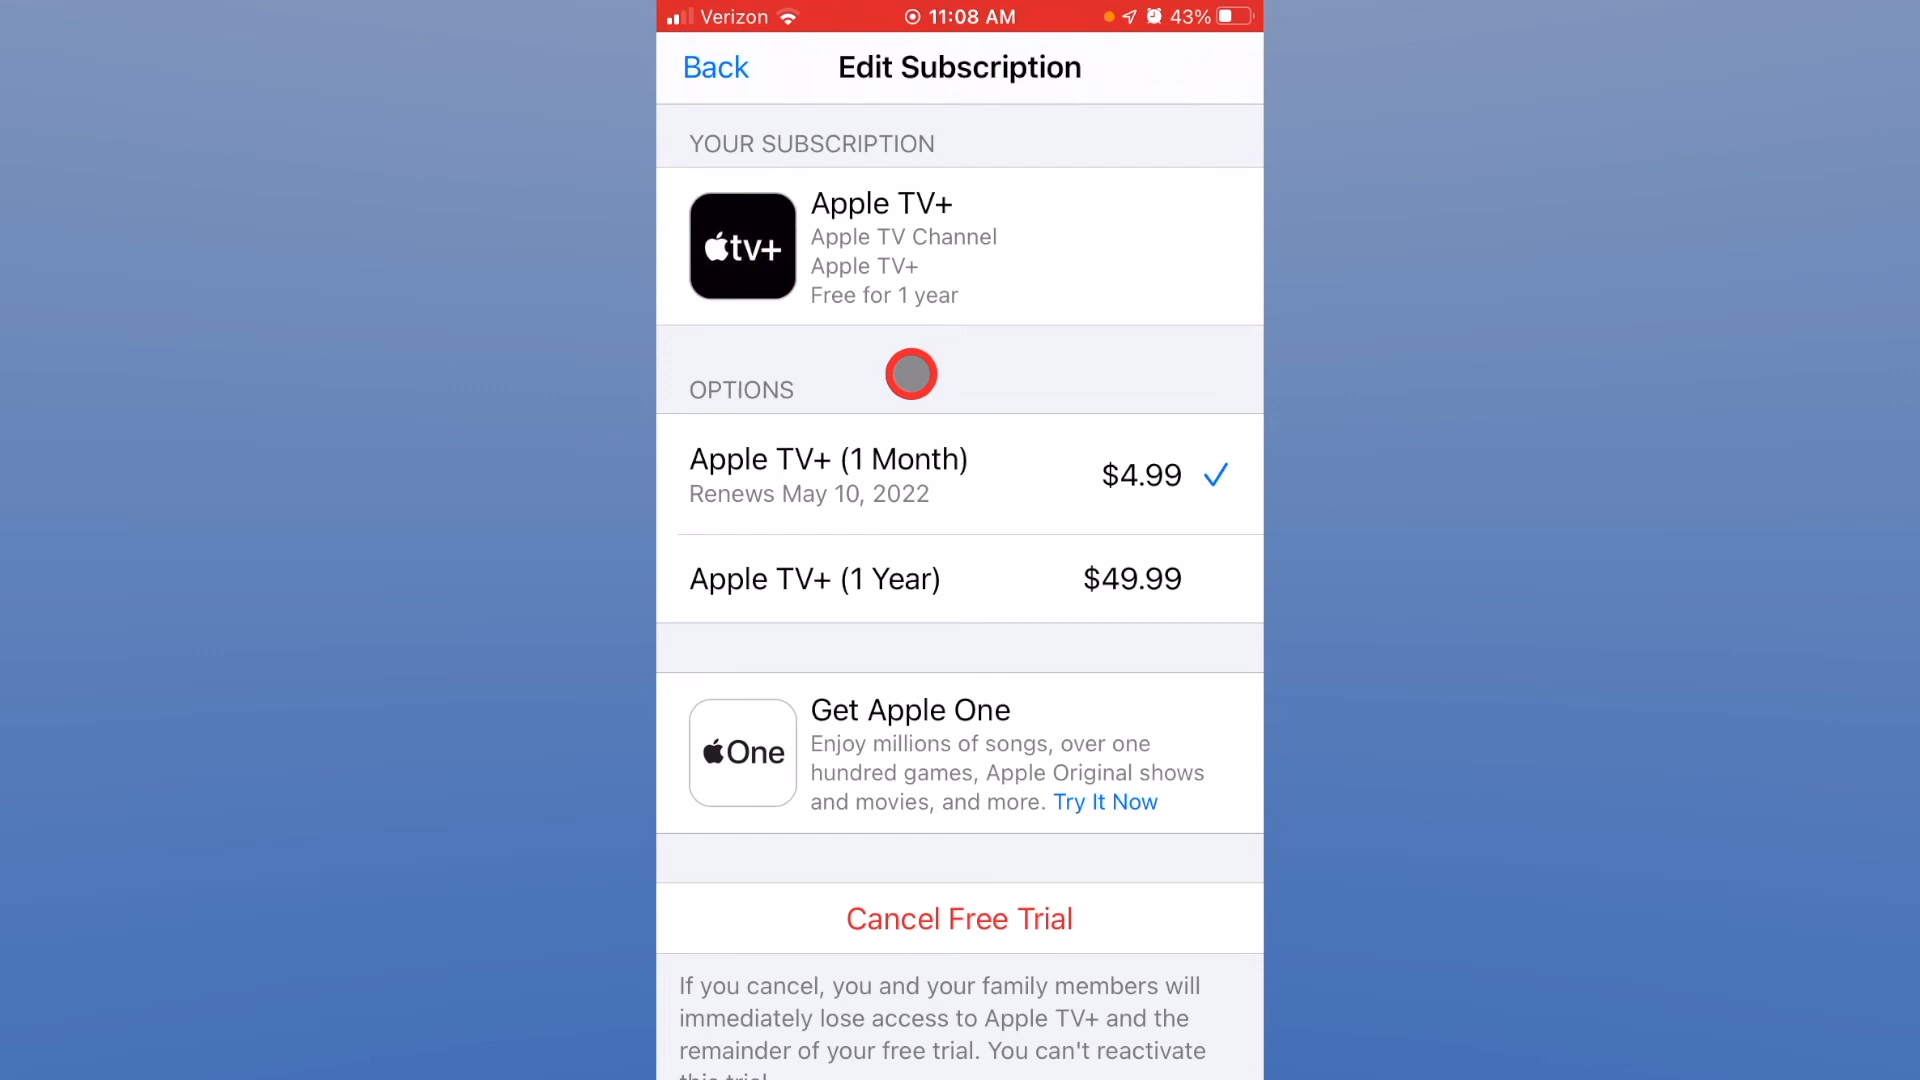 Verizon 11:08 AM 43%
Back Edit Subscription
YOUR SUBSCRIPTION
tv+
Apple TV+
Apple TV Channel
Apple TV+
Free for 1 year
OPTIONS
Apple TV+ (1 Month) $4.99
Renews May 10, 2022
Apple TV+ (1 Year) $49.99
One
Get Apple One
Enjoy millions of songs, over one
hundred games, Apple Original shows
and movies, and more. Try It Now
Cancel Free Trial
If you cancel, you and your family members will
immediately lose access to Apple TV+ and the
remainder of your free trial. You can't reactivate